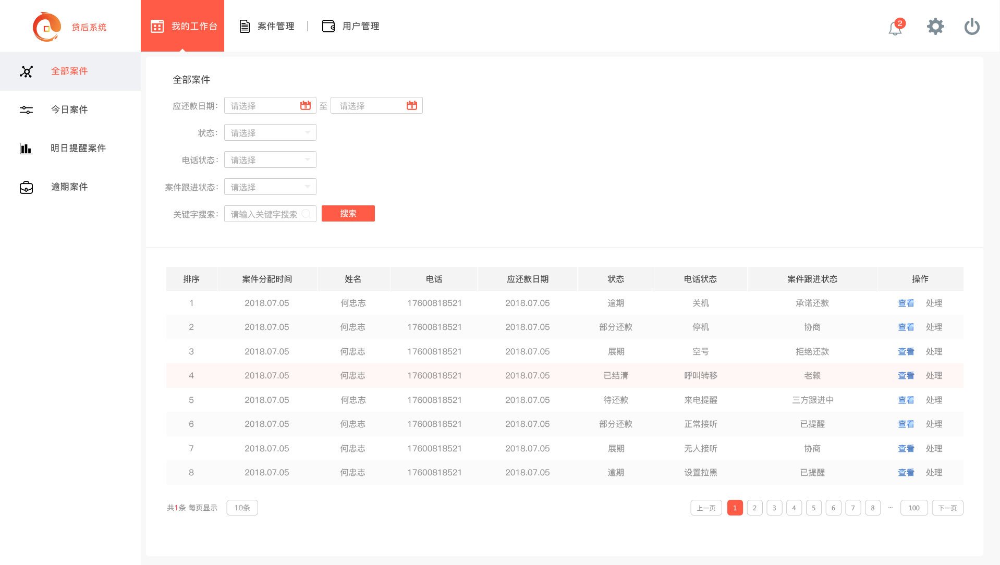 贷后系统
我的工作台 案件管理 用户管理 2
全部案件
今日案件
明日提醒案件
逾期案件
全部案件
应还款日期： 请选择 至 请选择
状态： 请选择
电话状态： 请选择
案件跟进状态： 请选择
关键字搜索： 请输入关键字搜索 搜索
排序 案件分配时间 姓名 电话 应还款日期 状态 电话状态 案件跟进状态 操作
1 2018.07.05 何忠志 17600818521 2018.07.05 逾期 关机 承诺还款 查看 处理
2 2018.07.05 何忠志 17600818521 2018.07.05 部分还款 停机 协商 查看 处理
3 2018.07.05 何忠志 17600818521 2018.07.05 展期 空号 拒绝还款 查看 处理
4 2018.07.05 何忠志 17600818521 2018.07.05 已结清 呼叫转移 老赖 查看 处理
5 2018.07.05 何忠志 17600818521 2018.07.05 待还款 来电提醒 三方跟进中 查看 处理
6 2018.07.05 何忠志 17600818521 2018.07.05 部分还款 正常接听 已提醒 查看 处理
7 2018.07.05 何忠志 17600818521 2018.07.05 展期 无人接听 协商 查看 处理
8 2018.07.05 何忠志 17600818521 2018.07.05 逾期 设置拉黑 已提醒 查看 处理
共1条 每页显示 10条 上一页 1 2 3 4 5 6 7 8 ... 100 下一页